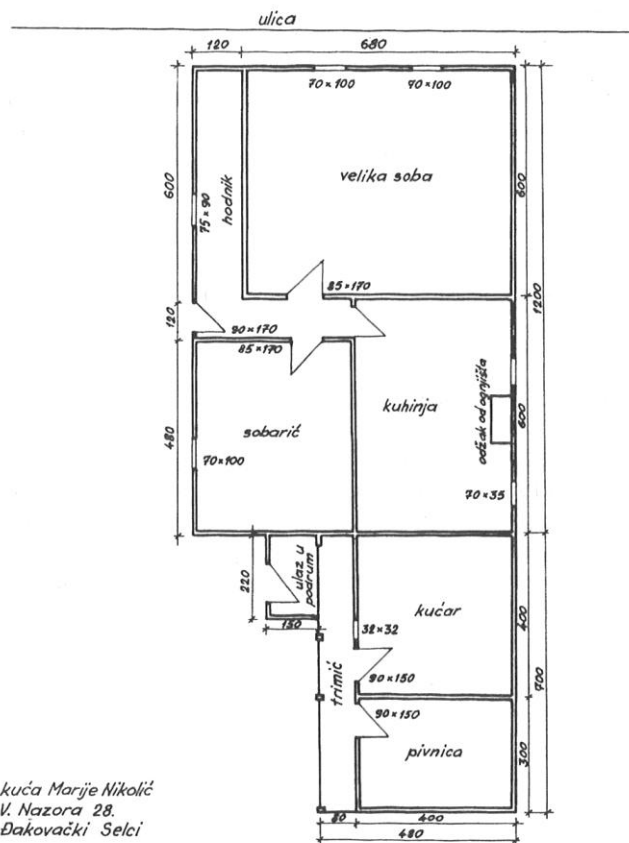 ulica
120
680
70×100
70×100
velika soba
600
75×90
hodnik
600
85×170
1200
120
90×170
85×170
kuhinja
odžak od ognjišta
600
480
sobarić
70×100
70×35
220
ulaz u
podrum
150
kućar
400
32×32
trimić
90×150
700
90×150
pivnica
300
80
400
480
kuća Marije Nikolić
V. Nazora 28.
Đakovački Selci